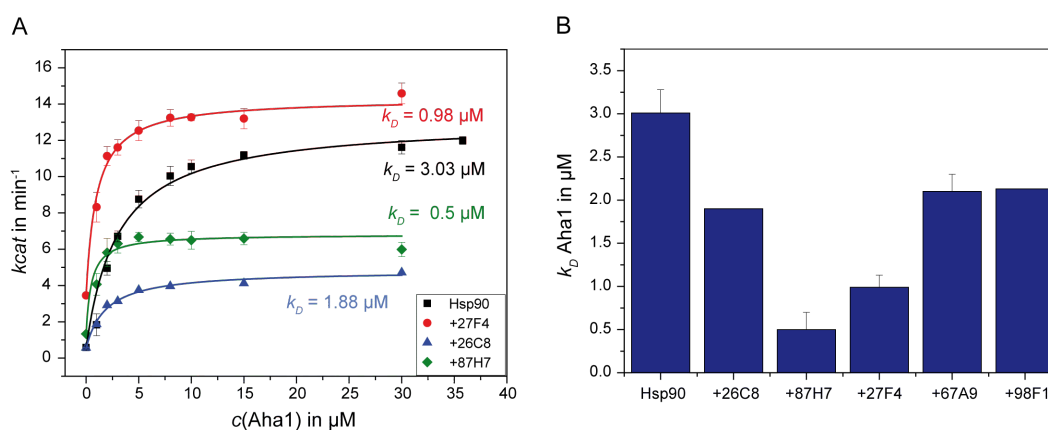 A
kcat in min-1
16
14
12
10
8
6
4
2
0
0 5 10 15 20 25 30 35 40
c(Aha1) in µM
kD = 0.98 µM
kD = 3.03 µM
kD = 0.5 µM
kD = 1.88 µM
Hsp90
+27F4
+26C8
+87H7
B
kD Aha1 in µM
3.5
3.0
2.5
2.0
1.5
1.0
0.5
0.0
Hsp90 +26C8 +87H7 +27F4 +67A9 +98F1